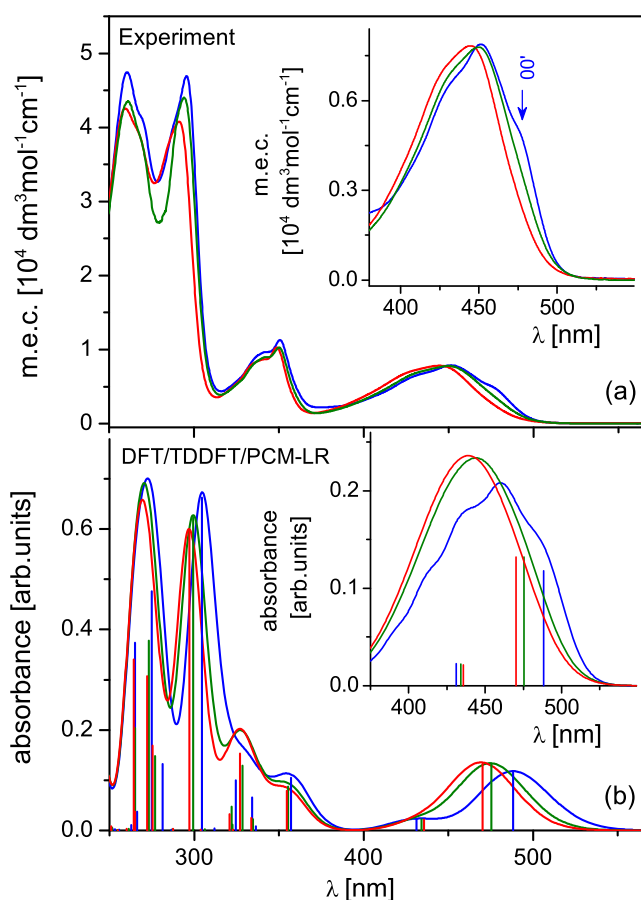 Experiment
m.e.c. [10⁴ dm³mol⁻¹cm⁻¹]
5
4
3
2
1
0
m.e.c.
[10⁴ dm³mol⁻¹cm⁻¹]
0.6
0.3
0.0
00'
400 450 500
λ [nm]
(a)
DFT/TDDFT/PCM-LR
absorbance [arb.units]
0.6
0.4
0.2
0.0
absorbance
[arb.units]
0.2
0.1
0.0
400 450 500
λ [nm]
(b)
300 400 500
λ [nm]